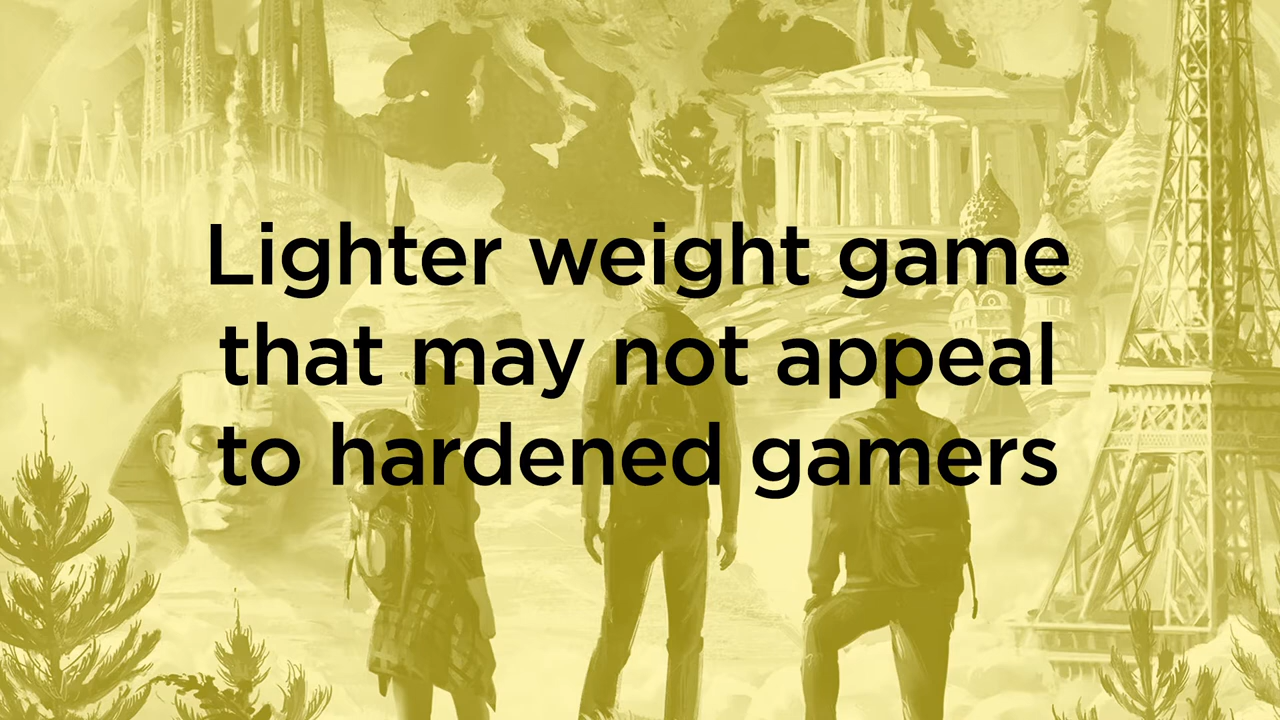 Lighter weight game
that may not appeal
to hardened gamers